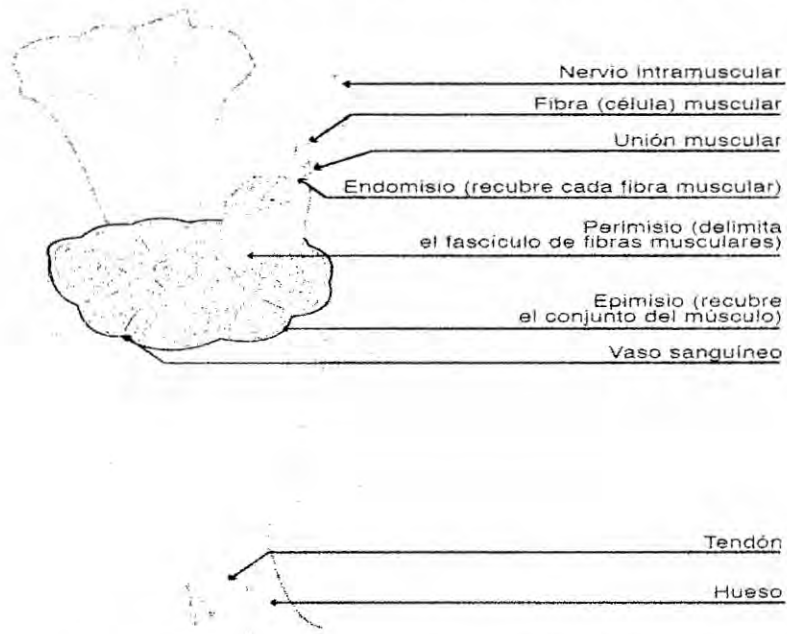 Nervio intramuscular
Fibra (célula) muscular
Unión muscular
Endomisio (recubre cada fibra muscular)
Perimisio (delimita
el fascículo de fibras musculares)
Epimisio (recubre
el conjunto del músculo)
Vaso sanguíneo
Tendón
Hueso